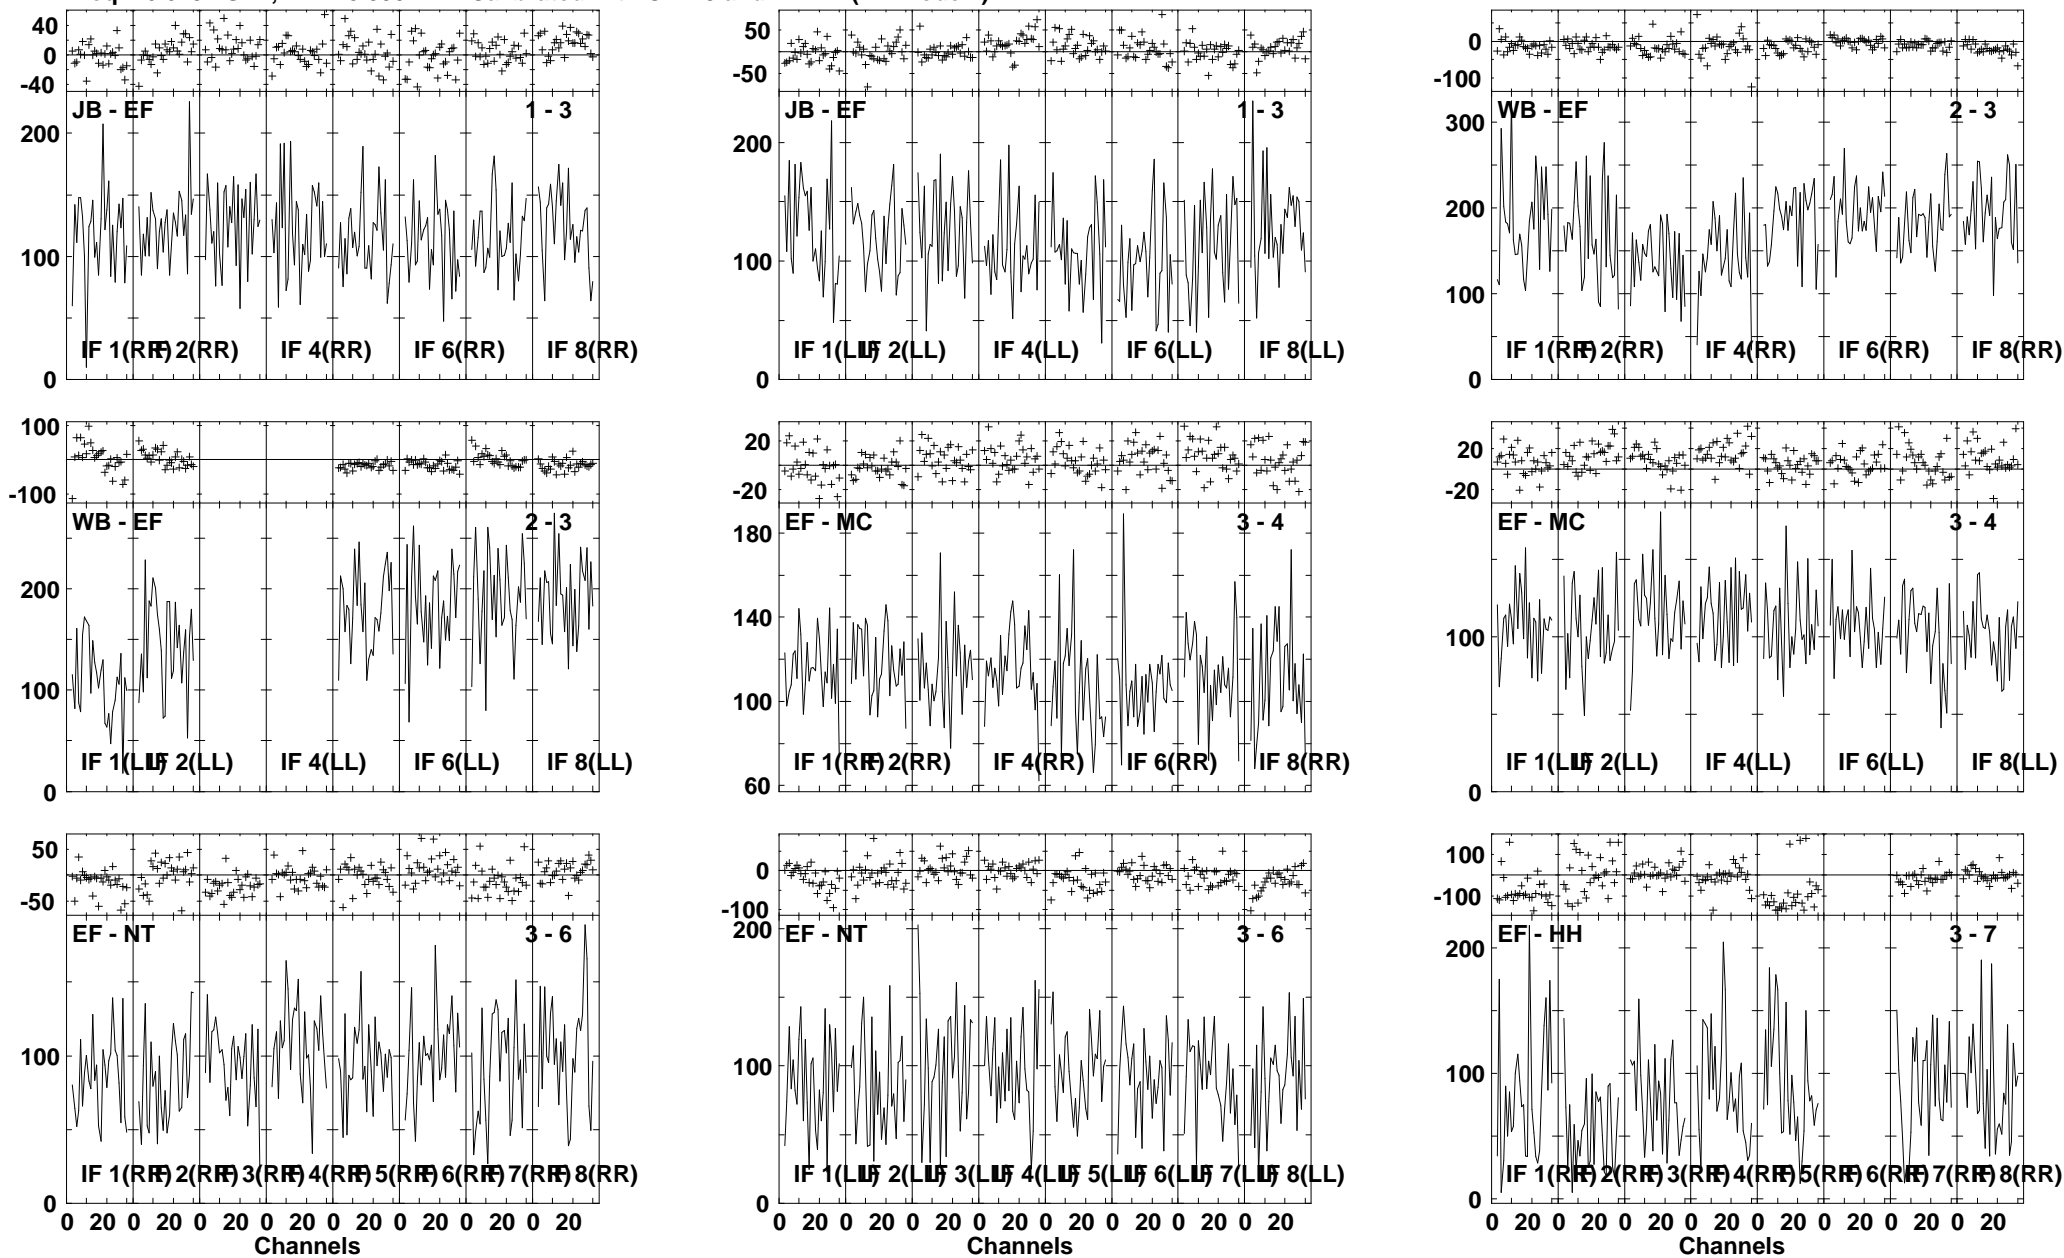 40 0 -40
50 0 -50
0 -100
JB - EF 1 - 3
JB - EF 1 - 3
WB - EF 2 - 3
200 100 0
200 100 0
300 200 100 0
IF 1(RR) IF 2(RR) IF 4(RR) IF 6(RR) IF 8(RR)
IF 1(LL) IF 2(LL) IF 4(LL) IF 6(LL) IF 8(LL)
IF 1(RR) IF 2(RR) IF 4(RR) IF 6(RR) IF 8(RR)
100 -100
20 -20
20 -20
WB - EF 2 - 3
EF - MC 3 - 4
EF - MC 3 - 4
200 100 0
180 140 100 60
100 0
IF 1(LL) IF 2(LL) IF 4(LL) IF 6(LL) IF 8(LL)
IF 1(RR) IF 2(RR) IF 4(RR) IF 6(RR) IF 8(RR)
IF 1(LL) IF 2(LL) IF 4(LL) IF 6(LL) IF 8(LL)
50 -50
0 -100
100 -100
EF - NT 3 - 6
EF - NT 3 - 6
EF - HH 3 - 7
100 0
200 100 0
200 100 0
IF 1(RR) IF 2(RR) IF 3(RR) IF 4(RR) IF 5(RR) IF 6(RR) IF 7(RR) IF 8(RR)
IF 1(LL) IF 2(LL) IF 3(LL) IF 4(LL) IF 5(LL) IF 6(LL) IF 7(LL) IF 8(LL)
IF 1(RR) IF 2(RR) IF 3(RR) IF 4(RR) IF 5(RR) IF 6(RR) IF 7(RR) IF 8(RR)
0 20 0 20 0 20 0 20 0 20 0 20 0 20 0 20
0 20 0 20 0 20 0 20 0 20 0 20 0 20 0 20
0 20 0 20 0 20 0 20 0 20 0 20 0 20 0 20
Channels
Channels
Channels